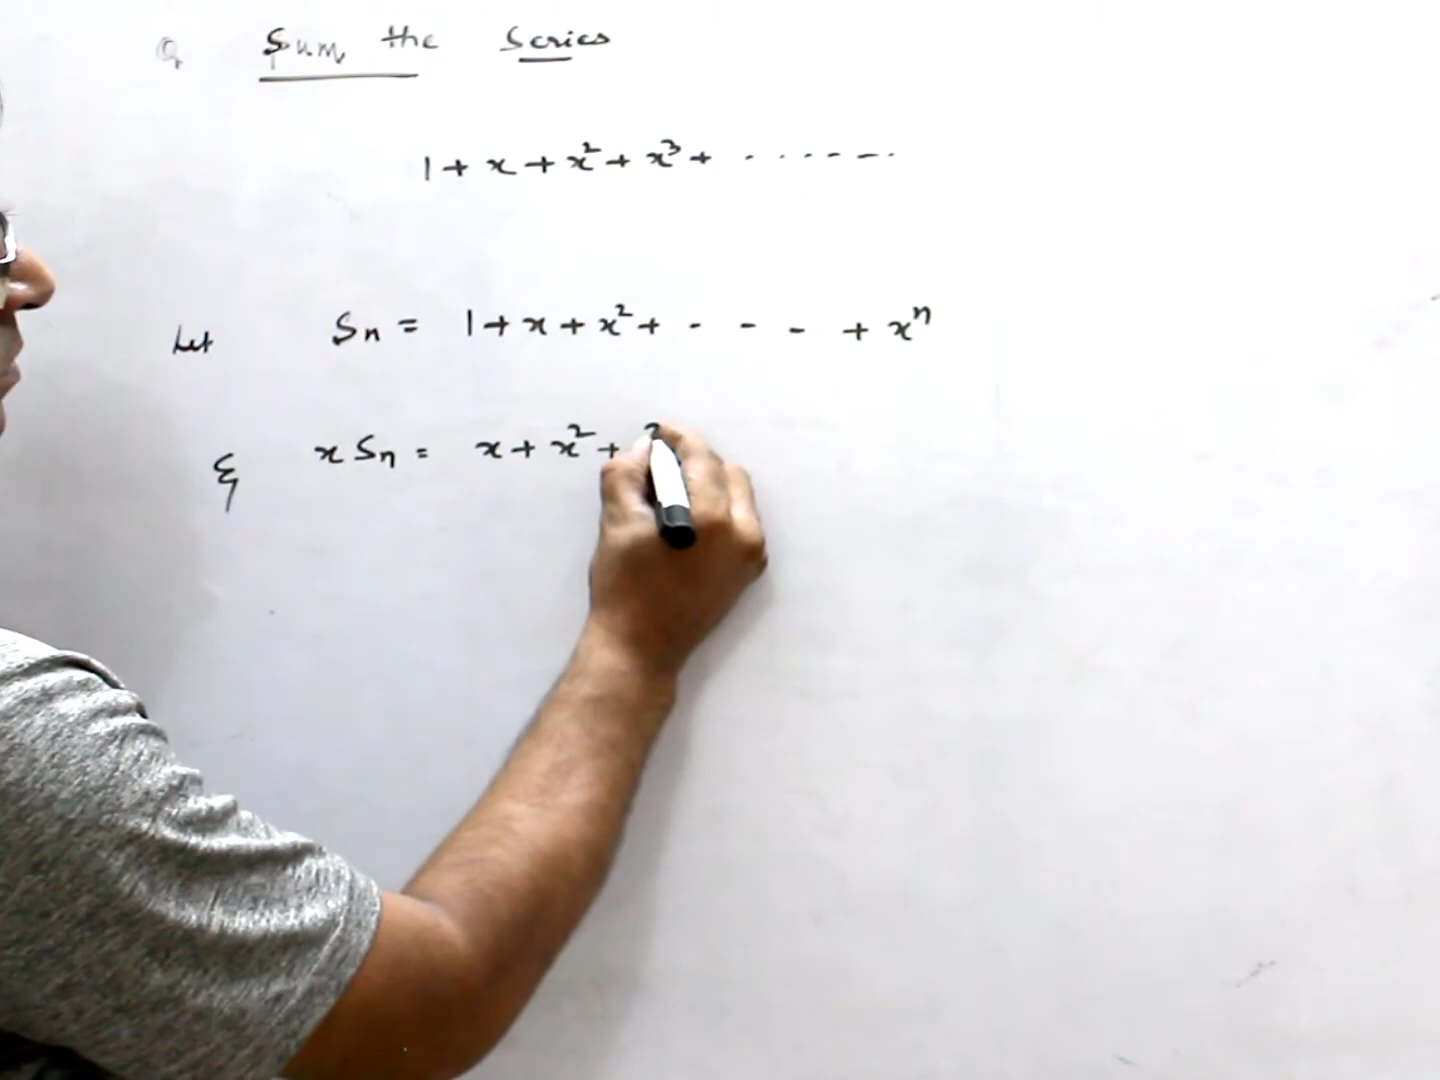 Q Sum the Series
1 + x + x² + x³ + . . . . . .
Let Sn = 1 + x + x² + - - - + xⁿ
& x Sn = x + x² +